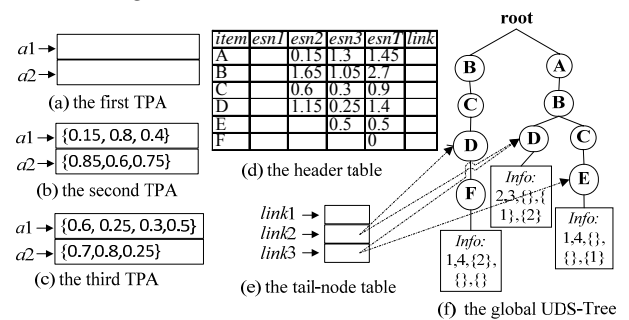 a1
a2
(a) the first TPA
a1 {0.15, 0.8, 0.4}
a2 {0.85,0.6,0.75}
(b) the second TPA
a1 {0.6, 0.25, 0.3,0.5}
a2 {0.7,0.8,0.25}
(c) the third TPA
item esn1 esn2 esn3 esnT link
A 0.15 1.3 1.45
B 1.65 1.05 2.7
C 0.6 0.3 0.9
D 1.15 0.25 1.4
E 0.5 0.5
F 0
(d) the header table
link1
link2
link3
(e) the tail-node table
root
B
A
C
B
D
D
C
F
E
Info:
2,3,{},{
1},{2}
Info:
1,4,{2},
{},{}
Info:
1,4,{},
{},{1}
(f) the global UDS-Tree